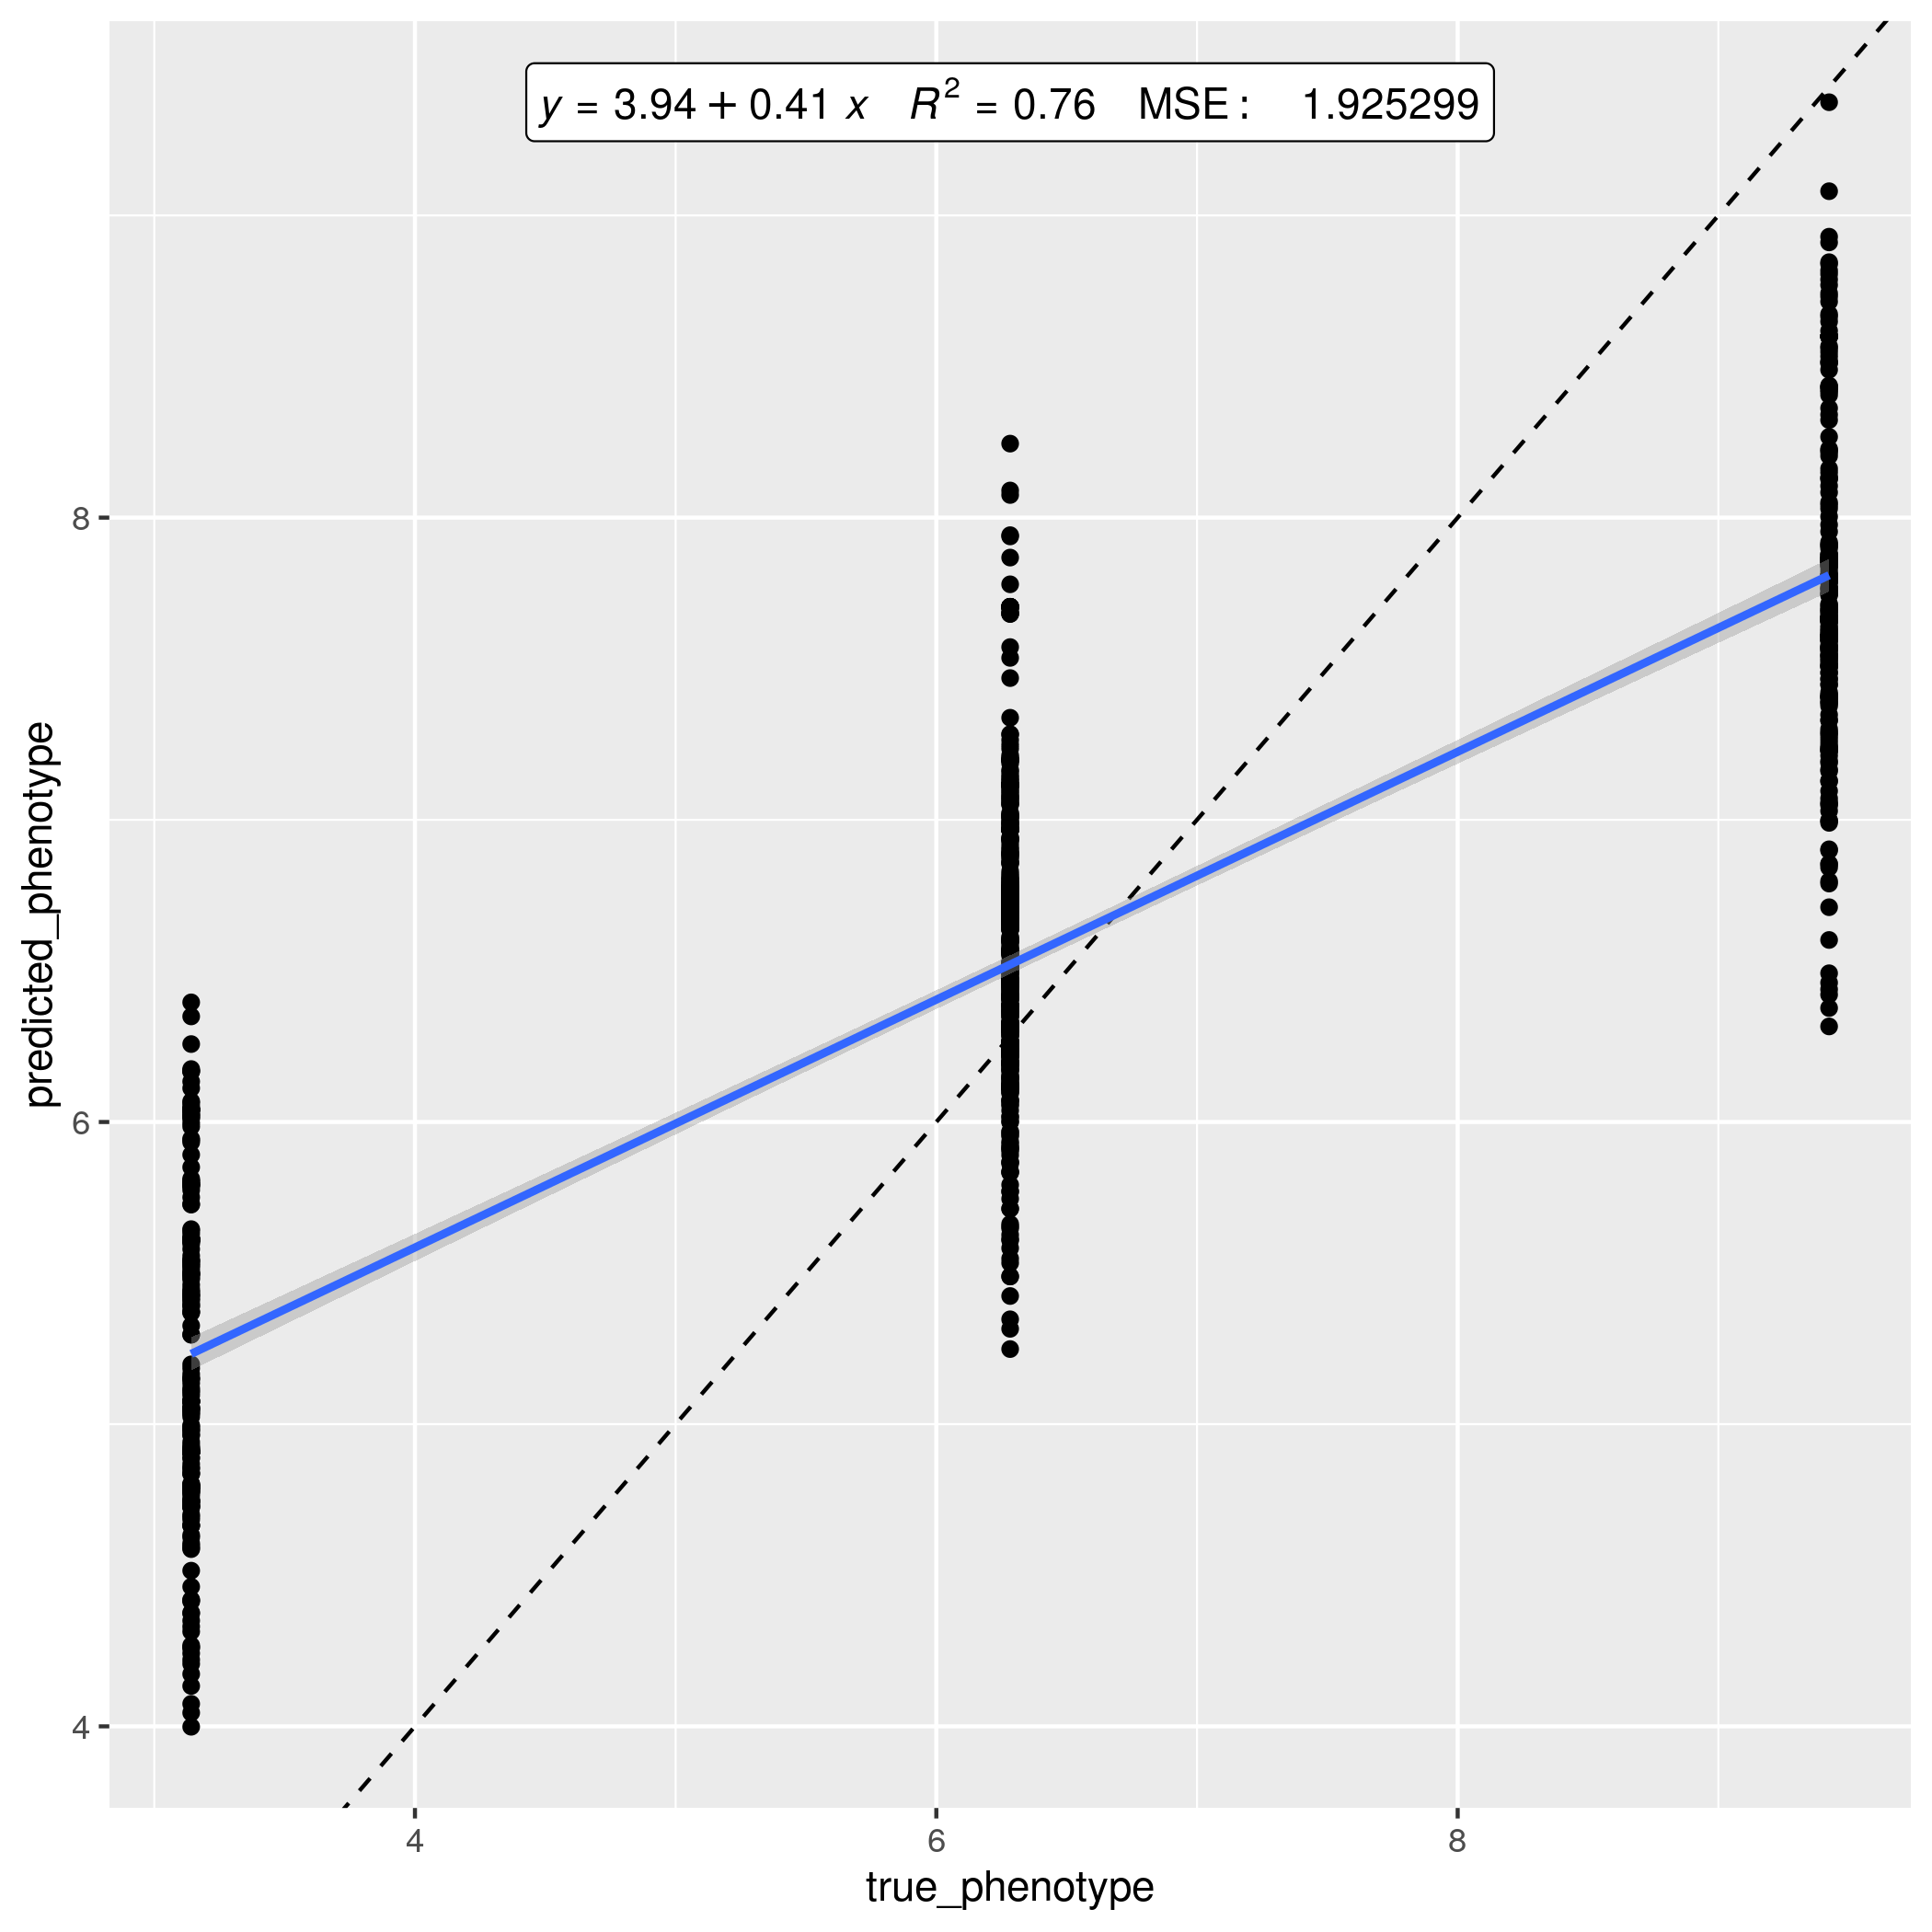 y = 3.94 + 0.41 x R² = 0.76 MSE : 1.925299
8
6
4
predicted_phenotype
4 6 8
true_phenotype